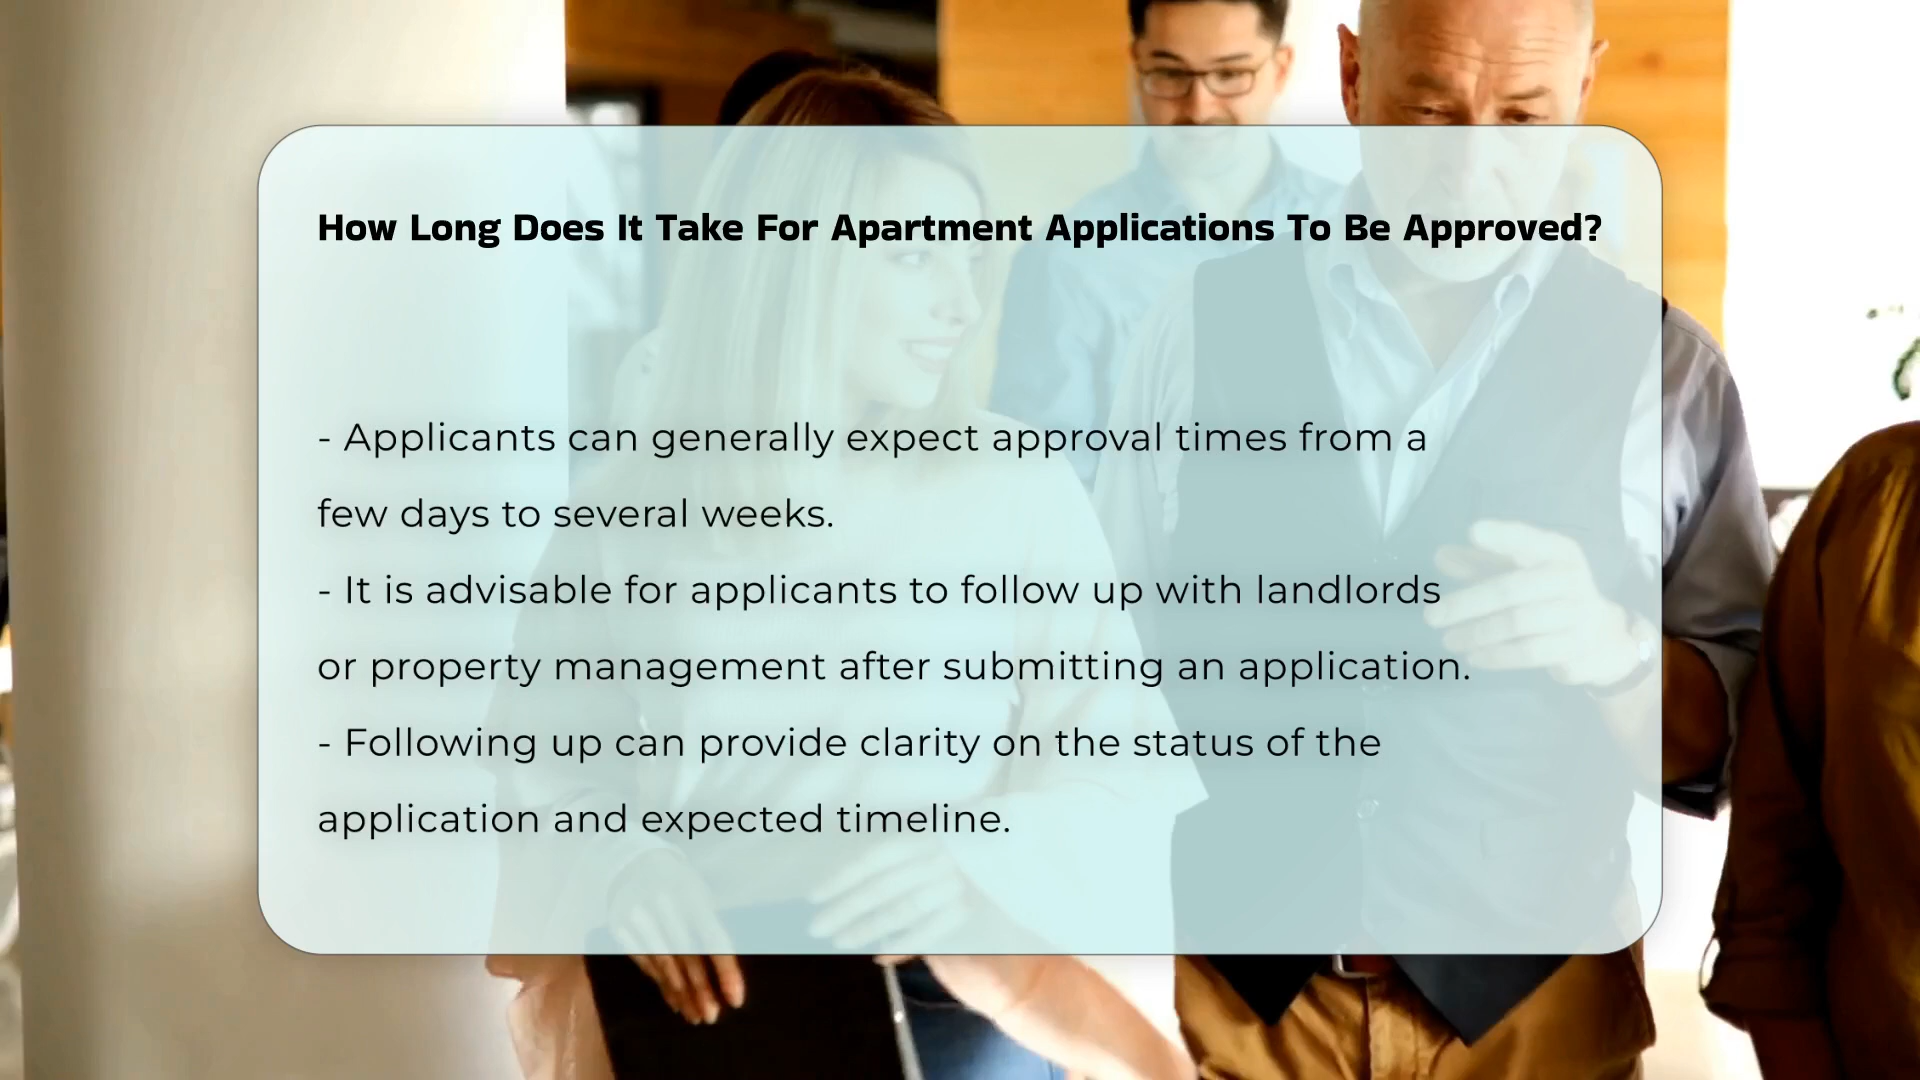 How Long Does It Take For Apartment Applications To Be Approved?
- Applicants can generally expect approval times from a
few days to several weeks.
- It is advisable for applicants to follow up with landlords
or property management after submitting an application.
- Following up can provide clarity on the status of the
application and expected timeline.